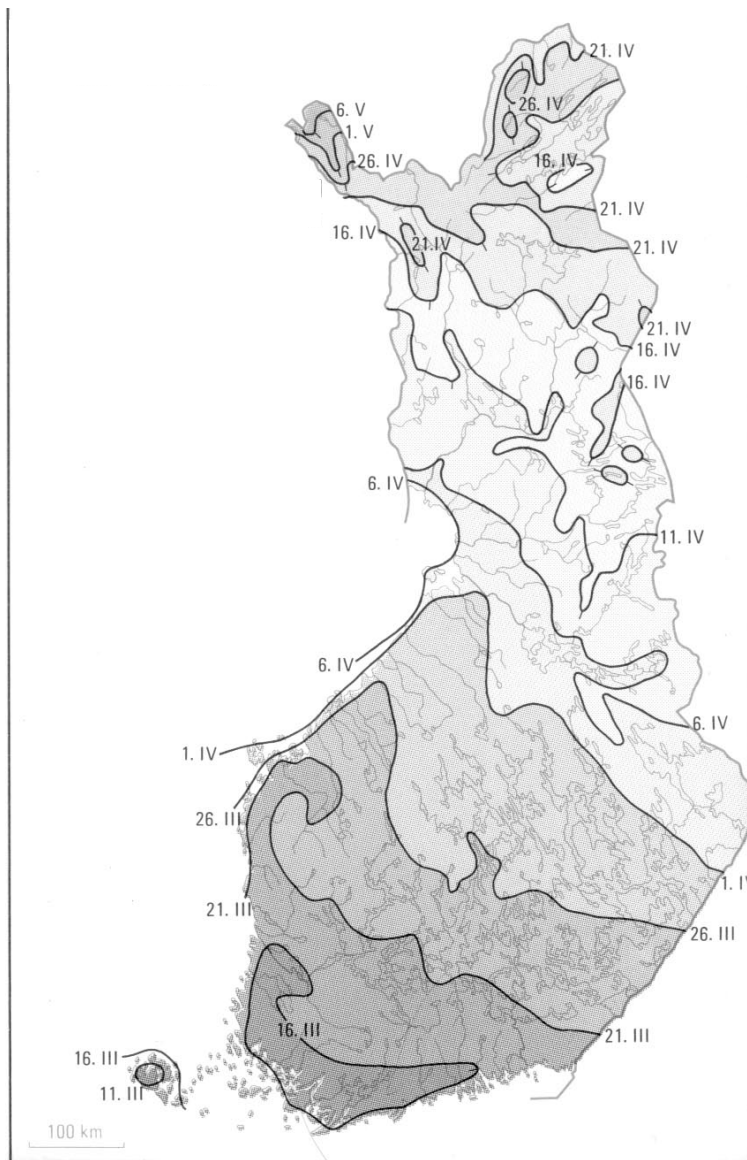 21. IV
26. IV
6. V
1. V
26. IV
16. IV
21. IV
16. IV
21. IV
21. IV
21. IV
16. IV
16. IV
6. IV
11. IV
6. IV
6. IV
1. IV
26. III
1. IV
21. III
26. III
16. III
21. III
16. III
11. III
100 km